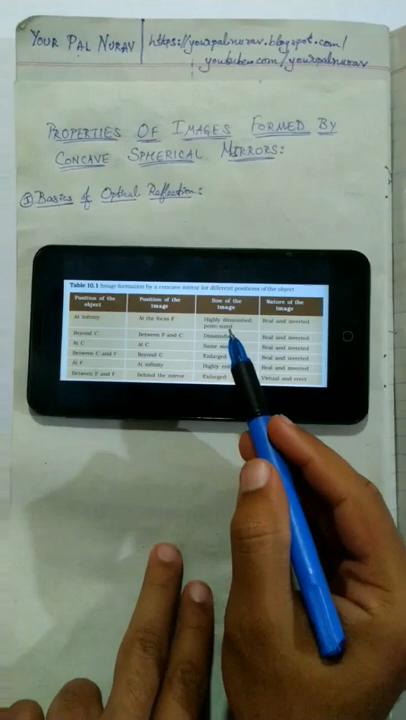 YOUR PAL NURAV
https://yourpalnurav.blogspot.com/
youtube.com/yourpalnurav
PROPERTIES OF IMAGES FORMED BY
CONCAVE SPHERICAL MIRRORS:
① Basics of Optical Reflection:
Table 10.1 Image formation by a concave mirror for different positions of the object
Position of the object Position of the image Size of the image Nature of the image
At infinity At the focus F Highly diminished, point-sized Real and inverted
Beyond C Between F and C Diminished Real and inverted
At C At C Same size Real and inverted
Between C and F Beyond C Enlarged Real and inverted
At F At infinity Highly Real and inverted
Between P and F Behind the mirror Enlarged Virtual and erect